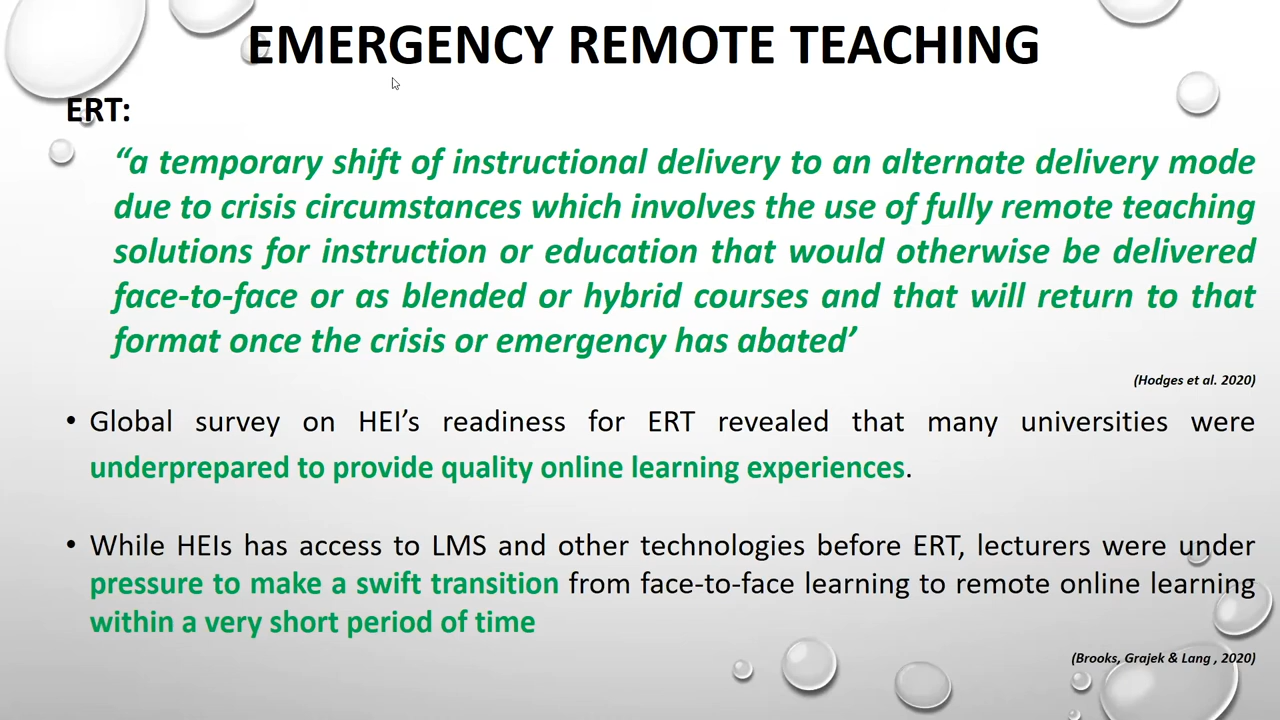 EMERGENCY REMOTE TEACHING
ERT:
“a temporary shift of instructional delivery to an alternate delivery mode
due to crisis circumstances which involves the use of fully remote teaching
solutions for instruction or education that would otherwise be delivered
face-to-face or as blended or hybrid courses and that will return to that
format once the crisis or emergency has abated’
(Hodges et al. 2020)
• Global survey on HEI’s readiness for ERT revealed that many universities were
underprepared to provide quality online learning experiences.
• While HEIs has access to LMS and other technologies before ERT, lecturers were under
pressure to make a swift transition from face-to-face learning to remote online learning
within a very short period of time
(Brooks, Grajek & Lang , 2020)